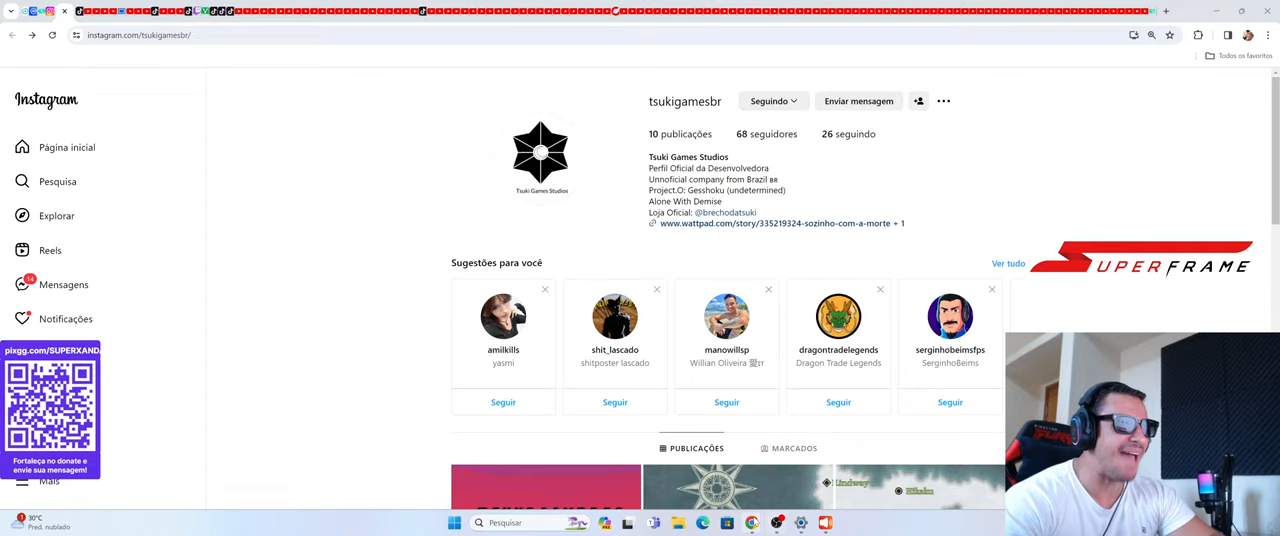 instagram.com/tsukigamesbr/
Todos os favoritos
Instagram
tsukigamesbr
Seguindo
Enviar mensagem
10 publicações
68 seguidores
26 seguindo
Tsuki Games Studios
Tsuki Games Studios
Perfil Oficial da Desenvolvedora
Unnoficial company from Brazil BR
Project.O: Gesshoku (undetermined)
Alone With Demise
Loja Oficial: @brechodatsuki
www.wattpad.com/story/335219324-sozinho-com-a-morte + 1
Página inicial
Pesquisa
Explorar
Reels
14
Mensagens
Notificações
Mais
Sugestões para você
Ver tudo
SUPERFRAME
amilkills
yasmi
Seguir
shit_lascado
shitposter lascado
Seguir
manowillsp
Willian Oliveira
Seguir
dragontradelegends
Dragon Trade Legends
Seguir
serginhobeimsfps
SerginhoBeims
Seguir
pixgg.com/SUPERXAND
Fortaleça no donate e
envie sua mensagem!
PUBLICAÇÕES
MARCADOS
Lindway
Hikaku
1
30°C
Pred. nublado
Pesquisar